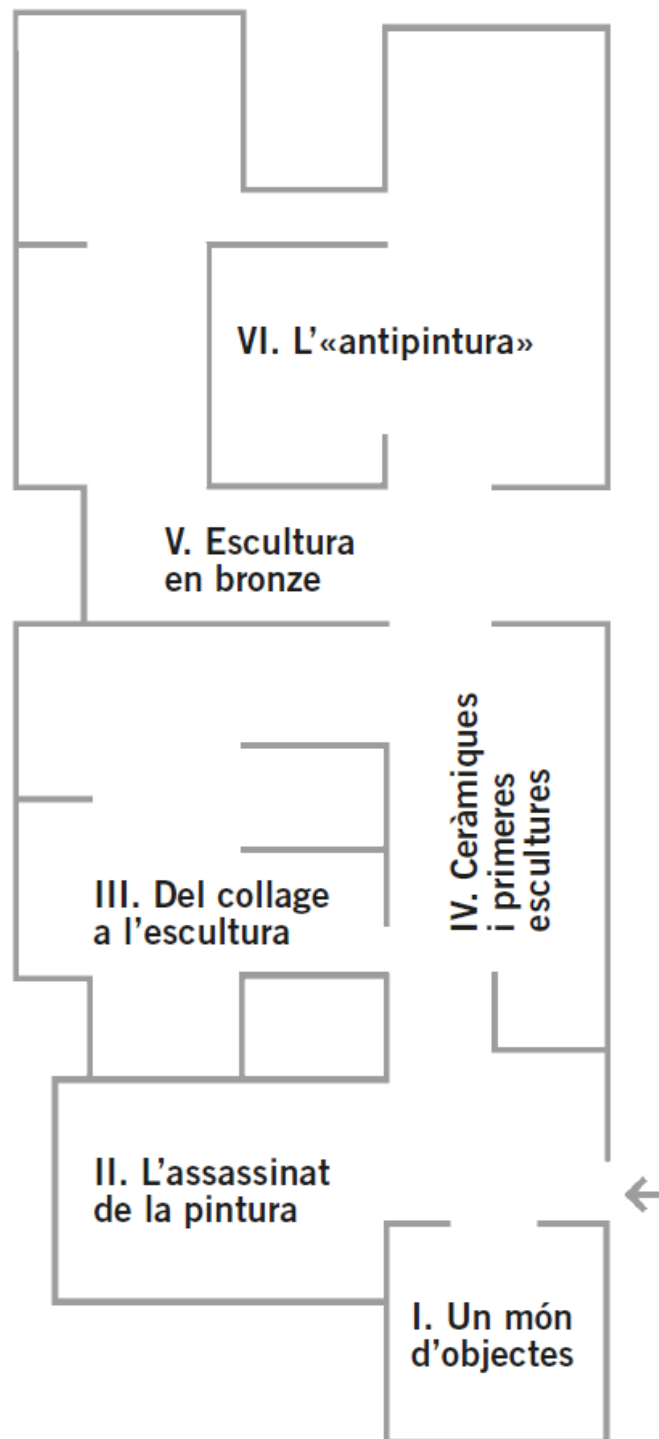 VI. L'«antipintura»
V. Escultura
en bronze
IV. Ceràmiques
i primeres
escultures
III. Del collage
a l'escultura
II. L'assassinat
de la pintura
I. Un món
d'objectes